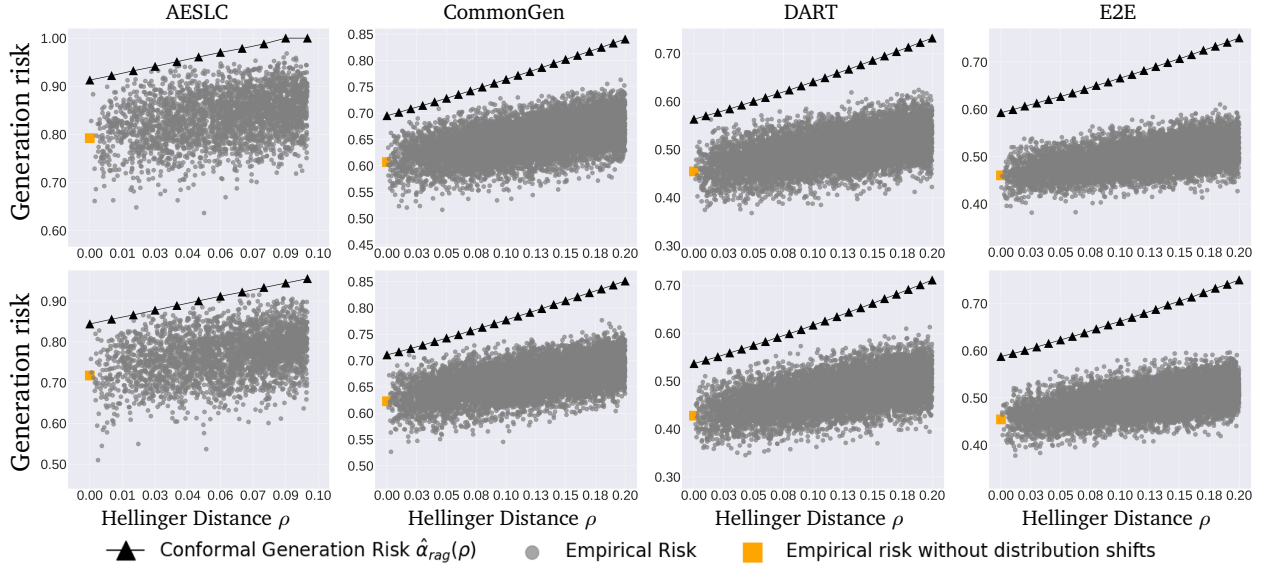 AESLC CommonGen DART E2E
Generation risk
1.00 0.90 0.80 0.70 0.60
0.00 0.01 0.03 0.04 0.06 0.07 0.09 0.10
0.85 0.80 0.75 0.70 0.65 0.60 0.55 0.50 0.45
0.00 0.03 0.05 0.08 0.10 0.13 0.15 0.18 0.20
0.70 0.60 0.50 0.40 0.30
0.00 0.03 0.05 0.08 0.10 0.13 0.15 0.18 0.20
0.70 0.60 0.50 0.40
0.00 0.03 0.05 0.08 0.10 0.13 0.15 0.18 0.20
Generation risk
0.90 0.80 0.70 0.60 0.50
0.00 0.01 0.03 0.04 0.06 0.07 0.09 0.10
0.85 0.80 0.75 0.70 0.65 0.60 0.55 0.50
0.00 0.03 0.05 0.08 0.10 0.13 0.15 0.18 0.20
0.70 0.60 0.50 0.40 0.30
0.00 0.03 0.05 0.08 0.10 0.13 0.15 0.18 0.20
0.70 0.60 0.50 0.40
0.00 0.03 0.05 0.08 0.10 0.13 0.15 0.18 0.20
Hellinger Distance ρ Hellinger Distance ρ Hellinger Distance ρ Hellinger Distance ρ
Conformal Generation Risk α̂_rag(ρ) Empirical Risk Empirical risk without distribution shifts